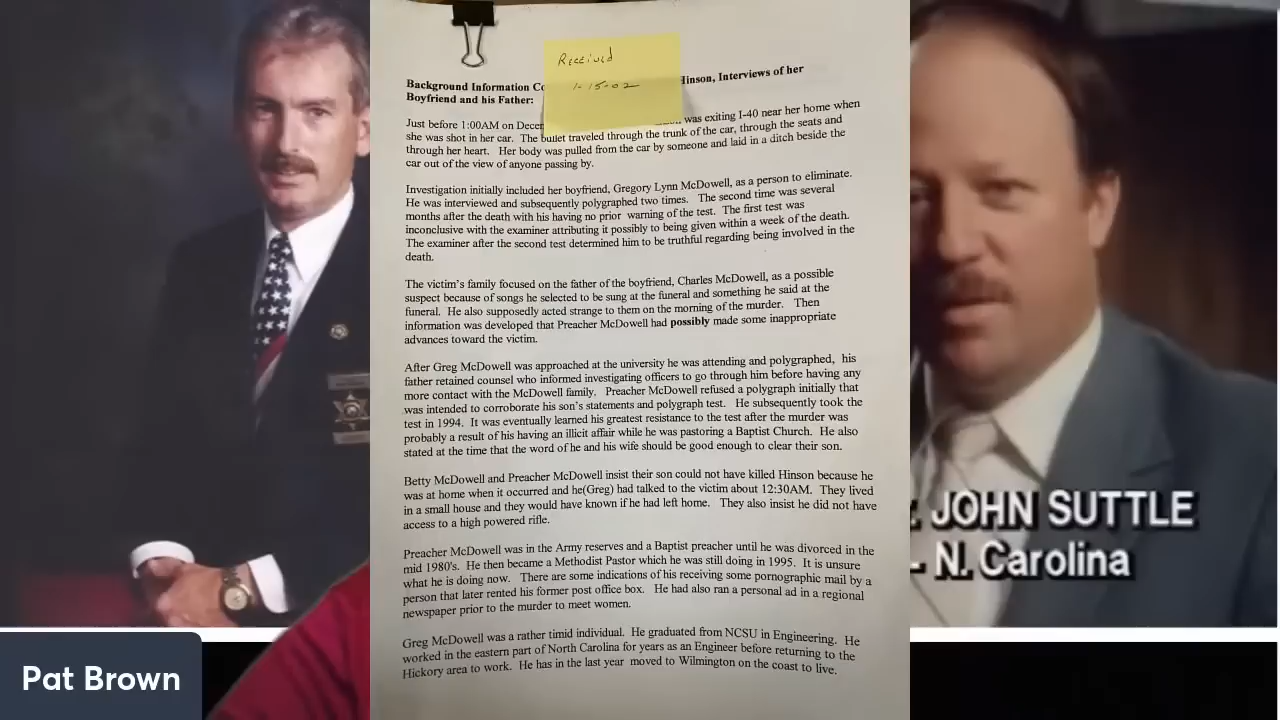 Received
1-15-02
Background Information Co Hinson, Interviews of her
Boyfriend and his Father:
Just before 1:00AM on Decem was exiting I-40 near her home when
she was shot in her car. The bullet traveled through the trunk of the car, through the seats and
through her heart. Her body was pulled from the car by someone and laid in a ditch beside the
car out of the view of anyone passing by.
Investigation initially included her boyfriend, Gregory Lynn McDowell, as a person to eliminate.
He was interviewed and subsequently polygraphed two times. The second time was several
months after the death with his having no prior warning of the test. The first test was
inconclusive with the examiner attributing it possibly to being given within a week of the death.
The examiner after the second test determined him to be truthful regarding being involved in the
death.
The victim's family focused on the father of the boyfriend, Charles McDowell, as a possible
suspect because of songs he selected to be sung at the funeral and something he said at the
funeral. He also supposedly acted strange to them on the morning of the murder. Then
information was developed that Preacher McDowell had possibly made some inappropriate
advances toward the victim.
After Greg McDowell was approached at the university he was attending and polygraphed, his
father retained counsel who informed investigating officers to go through him before having any
more contact with the McDowell family. Preacher McDowell refused a polygraph initially that
was intended to corroborate his son's statements and polygraph test. He subsequently took the
test in 1994. It was eventually learned his greatest resistance to the test after the murder was
probably a result of his having an illicit affair while he was pastoring a Baptist Church. He also
stated at the time that the word of he and his wife should be good enough to clear their son.
Betty McDowell and Preacher McDowell insist their son could not have killed Hinson because he
was at home when it occurred and he(Greg) had talked to the victim about 12:30AM. They lived
in a small house and they would have known if he had left home. They also insist he did not have
access to a high powered rifle.
Preacher McDowell was in the Army reserves and a Baptist preacher until he was divorced in the
mid 1980's. He then became a Methodist Pastor which he was still doing in 1995. It is unsure
what he is doing now. There are some indications of his receiving some pornographic mail by a
person that later rented his former post office box. He had also ran a personal ad in a regional
newspaper prior to the murder to meet women.
Greg McDowell was a rather timid individual. He graduated from NCSU in Engineering. He
worked in the eastern part of North Carolina for years as an Engineer before returning to the
Hickory area to work. He has in the last year moved to Wilmington on the coast to live.
JOHN SUTTLE
- N. Carolina
Pat Brown